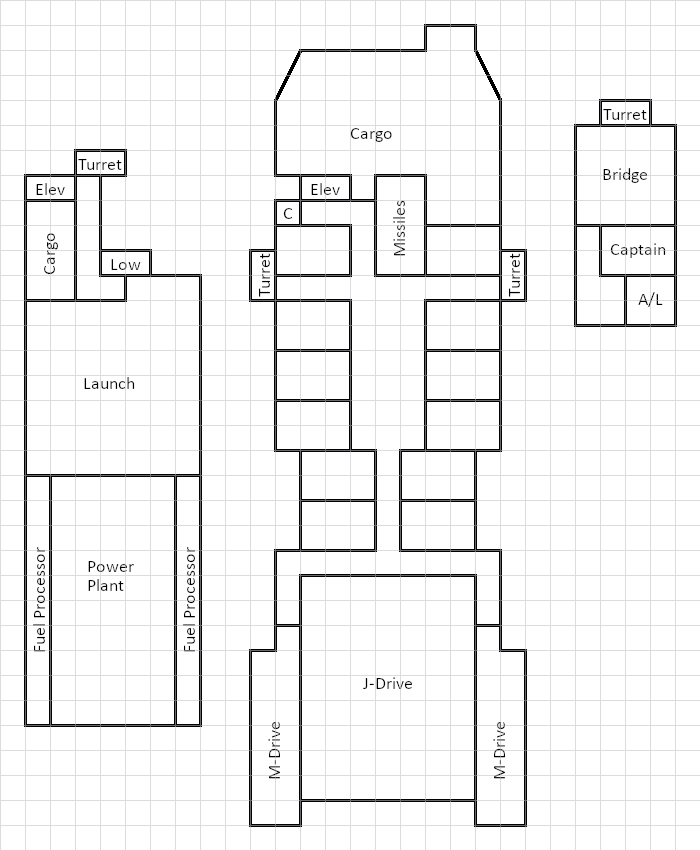 Turret
Elev
Cargo
Low
Launch
Fuel Processor
Power
Plant
Fuel Processor
Cargo
Elev
C
Missiles
Turret
Turret
J-Drive
M-Drive
M-Drive
Turret
Bridge
Captain
A/L